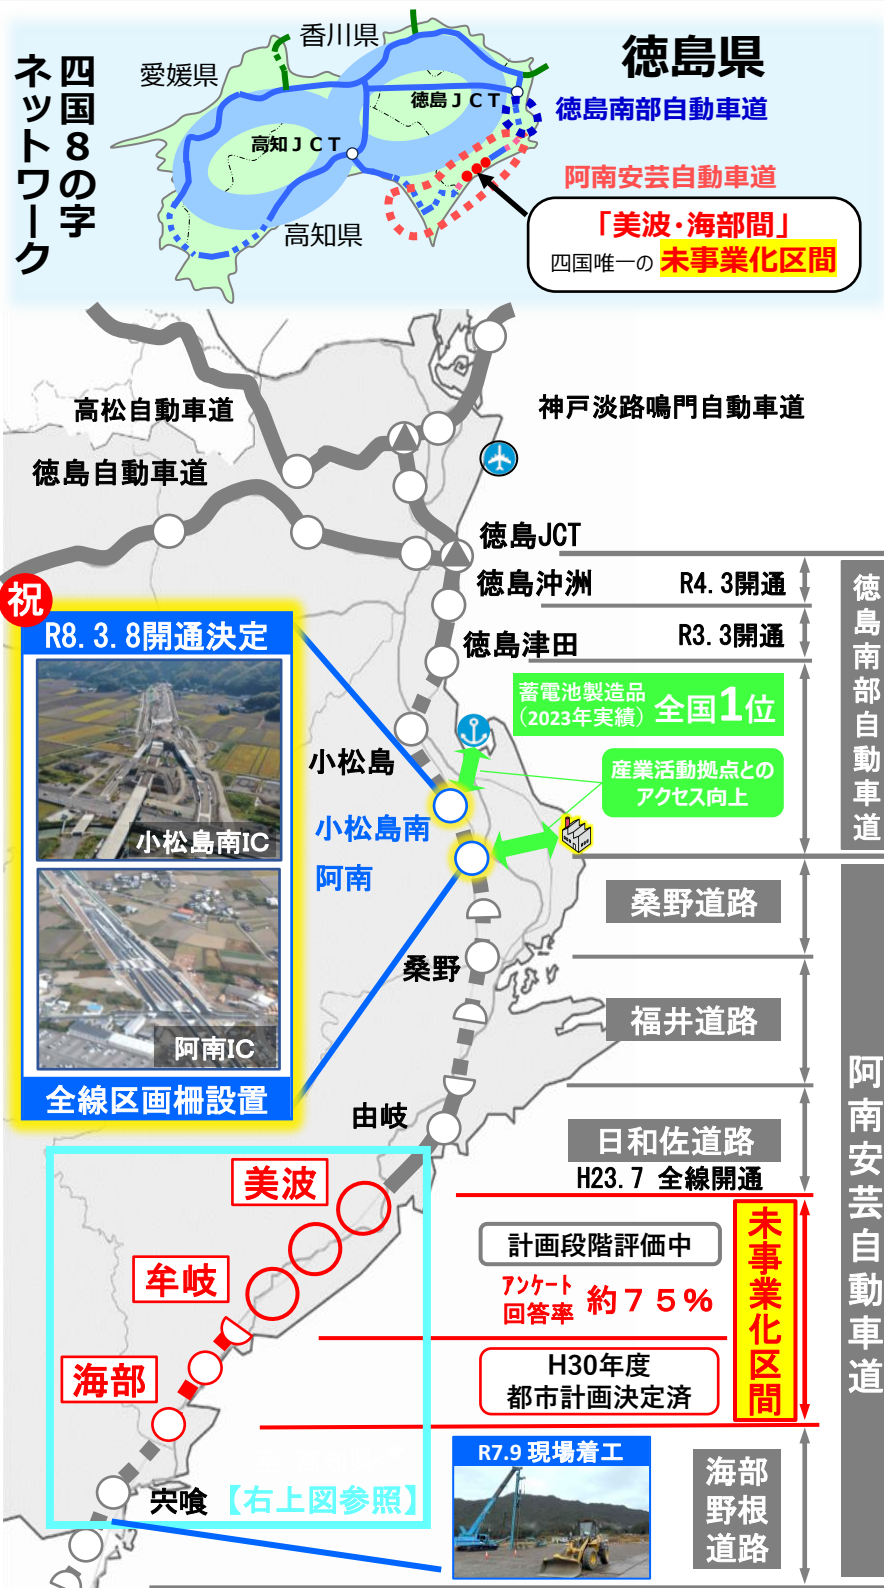 四国8の字
ネットワーク
香川県
愛媛県
徳島県
徳島JCT
徳島南部自動車道
高知JCT
阿南安芸自動車道
高知県
「美波・海部間」
四国唯一の 未事業化区間
高松自動車道
神戸淡路鳴門自動車道
徳島自動車道
徳島JCT
徳島沖洲
R4.3開通
徳島津田
R3.3開通
徳島南部自動車道
祝
R8.3.8開通決定
小松島南IC
阿南IC
全線区画柵設置
蓄電池製造品
(2023年実績) 全国1位
小松島
産業活動拠点との
アクセス向上
小松島南
阿南
桑野道路
桑野
福井道路
由岐
日和佐道路
H23.7 全線開通
阿南安芸自動車道
美波
計画段階評価中
未事業化区間
牟岐
アンケート
回答率 約75%
海部
H30年度
都市計画決定済
R7.9 現場着工
海部
野根
道路
宍喰 【右上図参照】